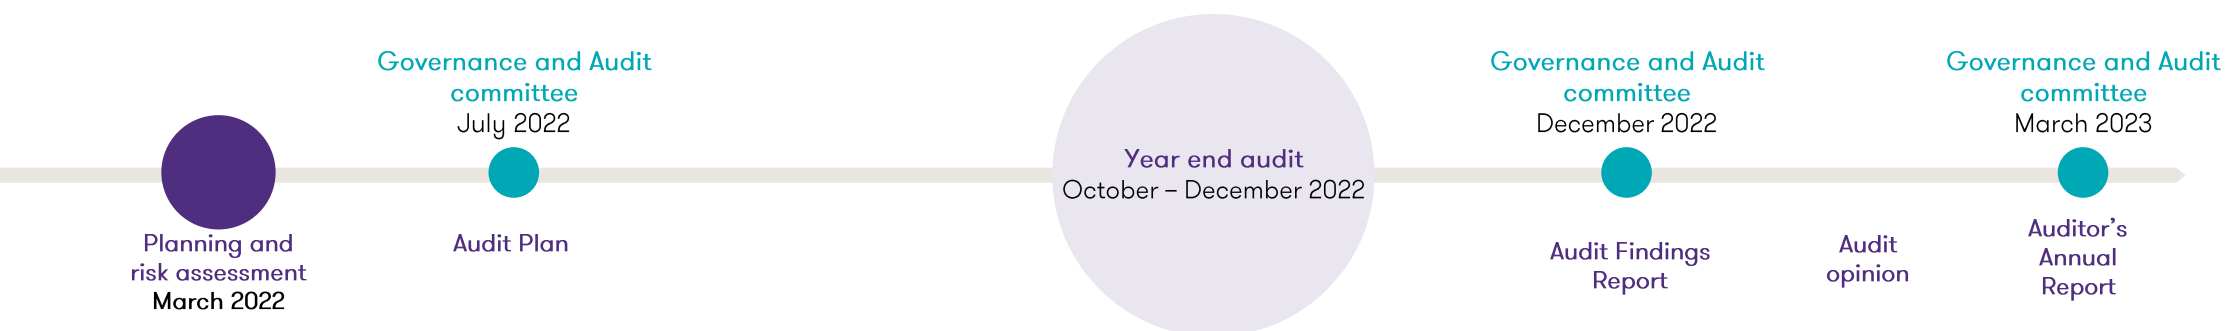 Planning and
risk assessment
March 2022
Governance and Audit
committee
July 2022
Audit Plan
Year end audit
October – December 2022
Governance and Audit
committee
December 2022
Audit Findings
Report
Audit
opinion
Governance and Audit
committee
March 2023
Auditor’s
Annual
Report